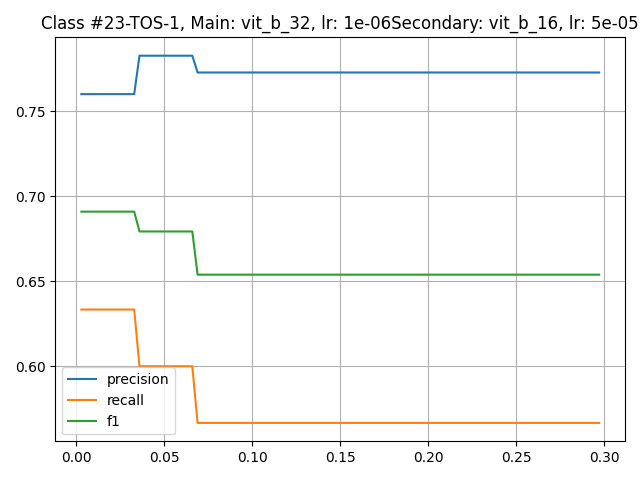 Class #23-TOS-1, Main: vit_b_32, lr: 1e-06Secondary: vit_b_16, lr: 5e-05
0.75
0.70
0.65
0.60
precision
recall
f1
0.00 0.05 0.10 0.15 0.20 0.25 0.30